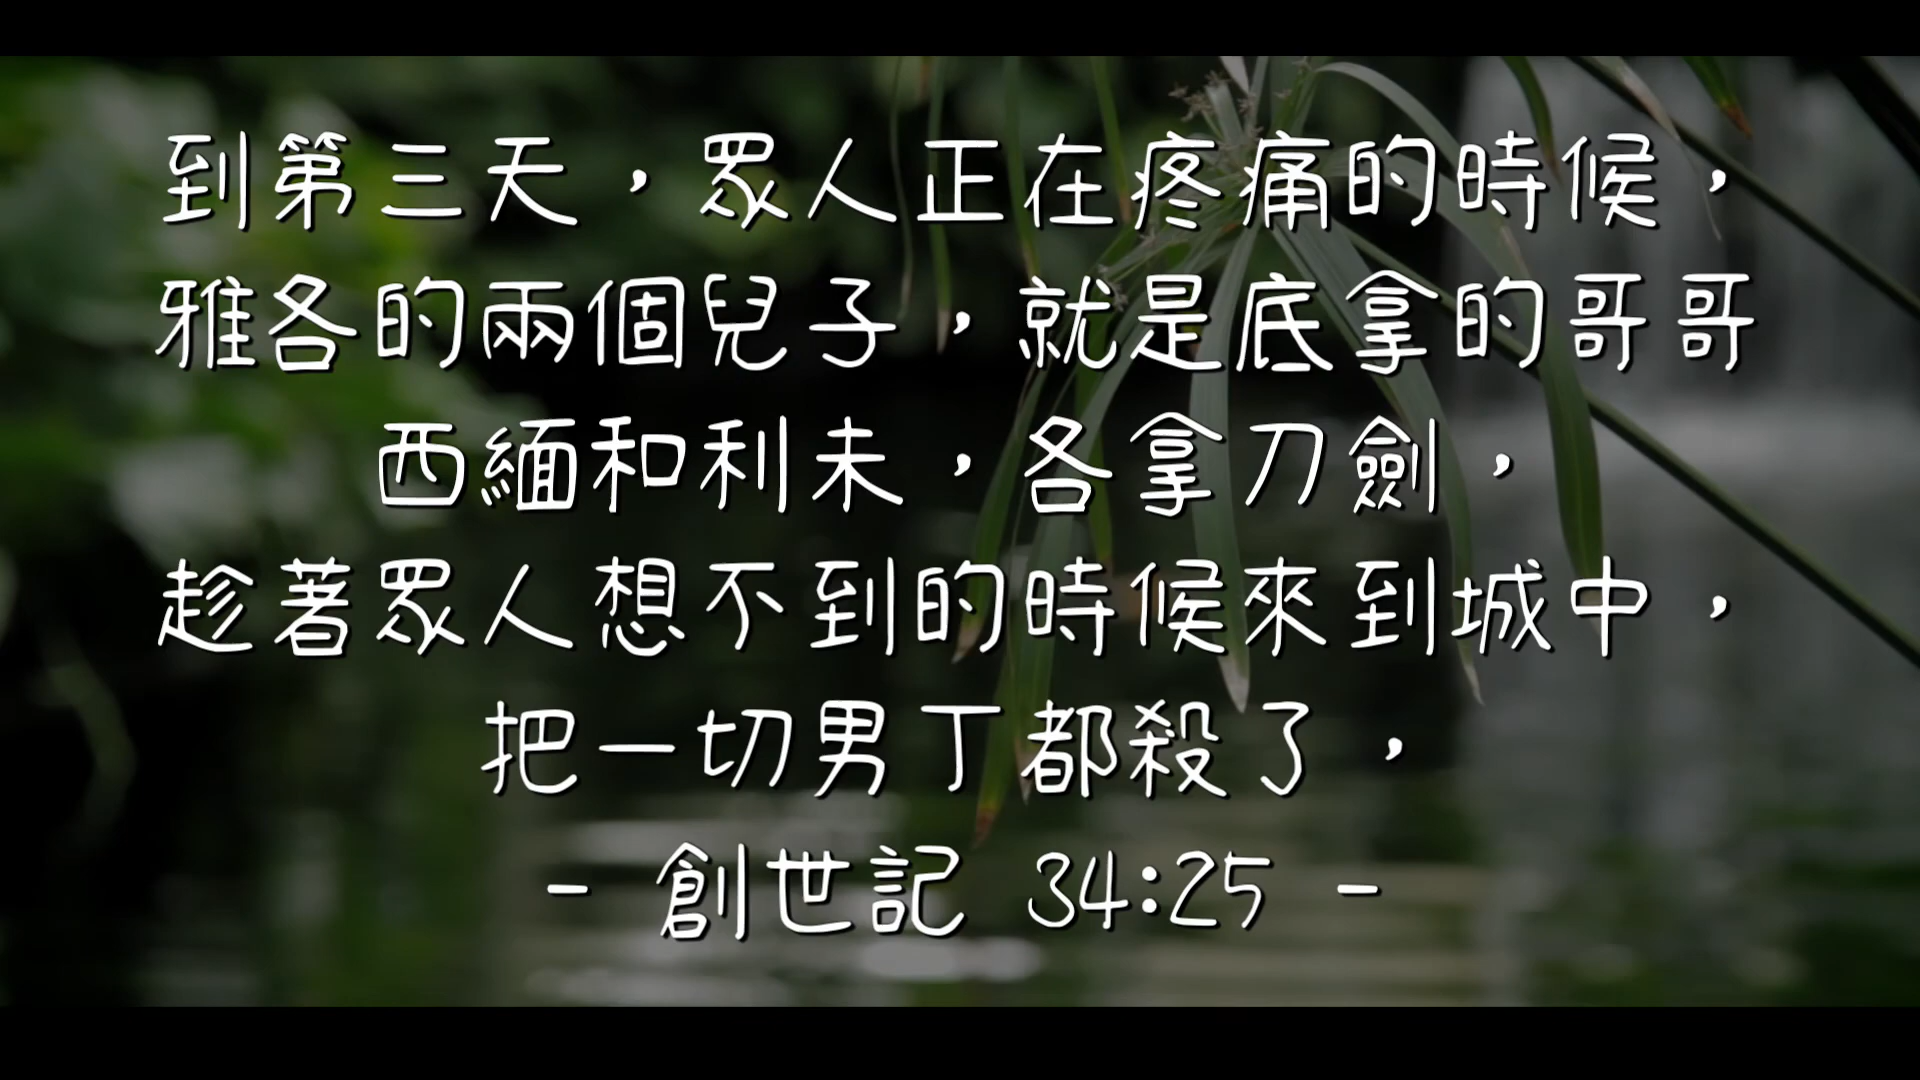 到第三天，眾人正在疼痛的時候，
雅各的兩個兒子，就是底拿的哥哥
西緬和利未，各拿刀劍，
趁著眾人想不到的時候來到城中，
把一切男丁都殺了，
- 創世記 34:25 -